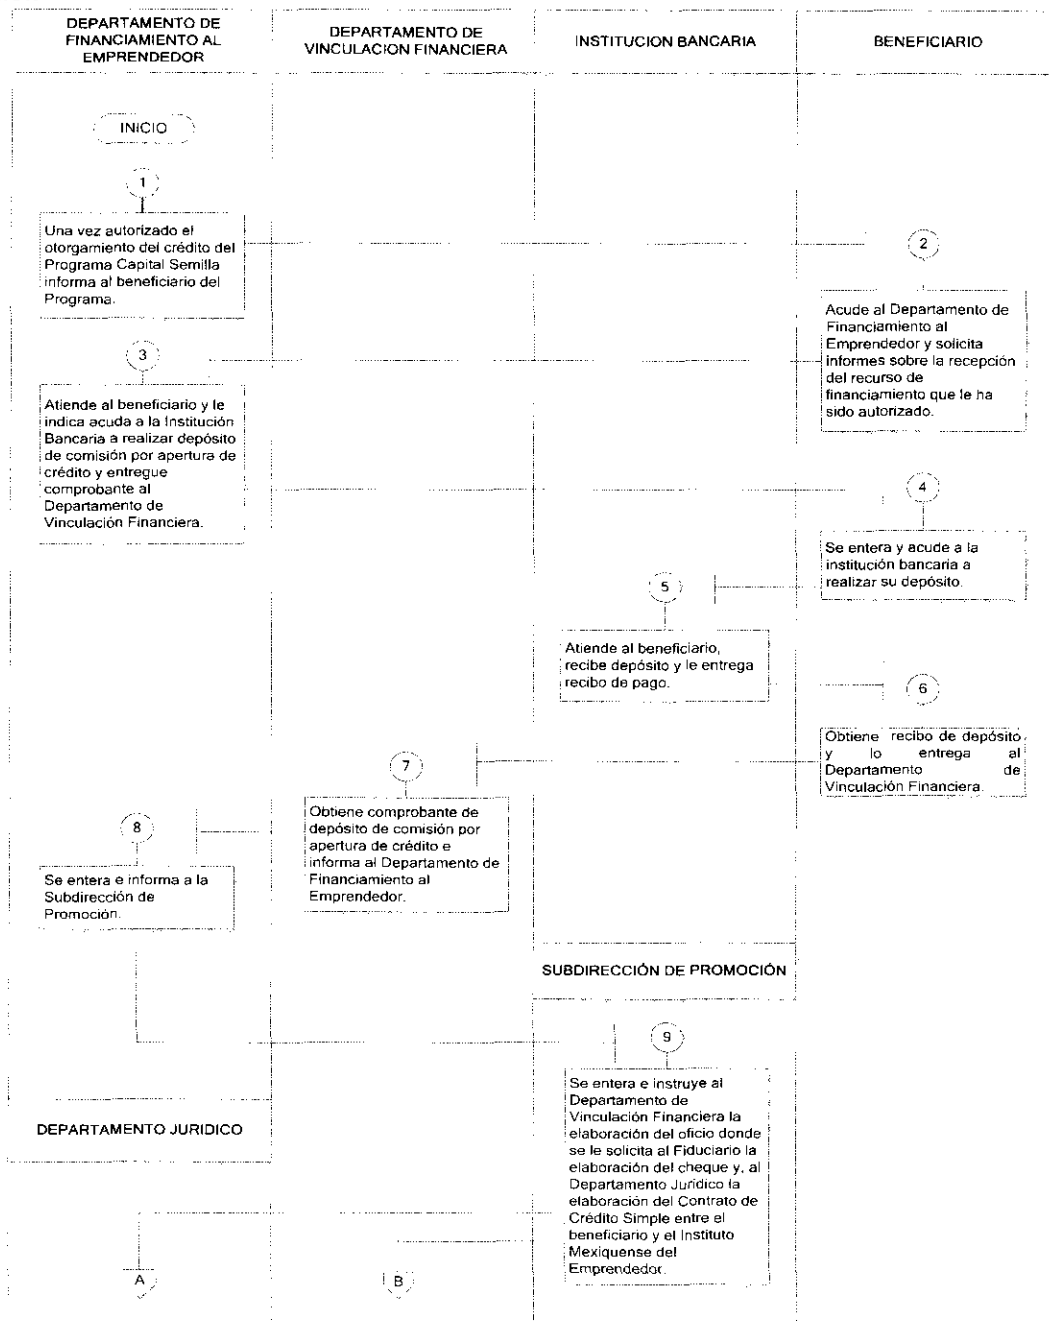 DEPARTAMENTO DE
FINANCIAMIENTO AL
EMPRENDEDOR
DEPARTAMENTO DE
VINCULACION FINANCIERA
INSTITUCION BANCARIA
BENEFICIARIO
INICIO
1
Una vez autorizado el
otorgamiento del crédito del
Programa Capital Semilla
informa al beneficiario del
Programa.
2
Acude al Departamento de
Financiamiento al
Emprendedor y solicita
informes sobre la recepción
del recurso de
financiamiento que le ha
sido autorizado.
3
Atiende al beneficiario y le
indica acuda a la Institución
Bancaria a realizar depósito
de comisión por apertura de
crédito y entregue
comprobante al
Departamento de
Vinculación Financiera.
4
Se entera y acude a la
institución bancaria a
realizar su depósito.
5
Atiende al beneficiario,
recibe depósito y le entrega
recibo de pago.
6
Obtiene recibo de depósito
y lo entrega al
Departamento de
Vinculación Financiera.
7
Obtiene comprobante de
depósito de comisión por
apertura de crédito e
informa al Departamento de
Financiamiento al
Emprendedor.
8
Se entera e informa a la
Subdirección de
Promoción.
SUBDIRECCIÓN DE PROMOCIÓN
9
Se entera e instruye al
Departamento de
Vinculación Financiera la
elaboración del oficio donde
se le solicita al Fiduciario la
elaboración del cheque y, al
Departamento Jurídico la
elaboración del Contrato de
Crédito Simple entre el
beneficiario y el Instituto
Mexiquense del
Emprendedor.
DEPARTAMENTO JURIDICO
A
B